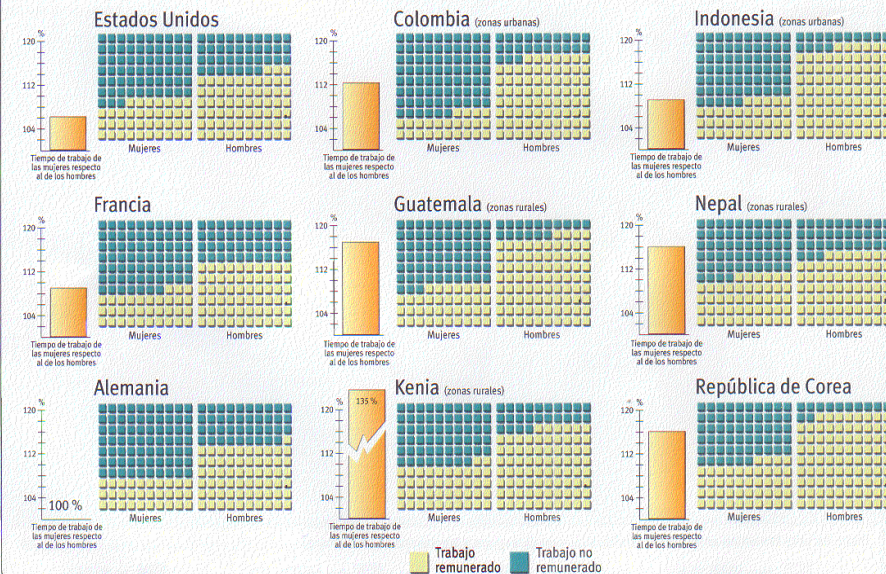 Estados Unidos
%
120
112
104
Tiempo de trabajo de
las mujeres respecto
al de los hombres
Mujeres
Hombres
Colombia (zonas urbanas)
%
120
112
104
Tiempo de trabajo de
las mujeres respecto
al de los hombres
Mujeres
Hombres
Indonesia (zonas urbanas)
%
120
112
104
Tiempo de trabajo de
las mujeres respecto
al de los hombres
Mujeres
Hombres
Francia
%
120
112
104
Tiempo de trabajo de
las mujeres respecto
al de los hombres
Mujeres
Hombres
Guatemala (zonas rurales)
%
120
112
104
Tiempo de trabajo de
las mujeres respecto
al de los hombres
Mujeres
Hombres
Nepal (zonas rurales)
%
120
112
104
Tiempo de trabajo de
las mujeres respecto
al de los hombres
Mujeres
Hombres
Alemania
%
120
112
104
100 %
Tiempo de trabajo de
las mujeres respecto
al de los hombres
Mujeres
Hombres
Kenia (zonas rurales)
%
135 %
120
112
104
Tiempo de trabajo de
las mujeres respecto
al de los hombres
Mujeres
Hombres
República de Corea
%
120
112
104
Tiempo de trabajo de
las mujeres respecto
al de los hombres
Mujeres
Hombres
Trabajo
remunerado
Trabajo no
remunerado